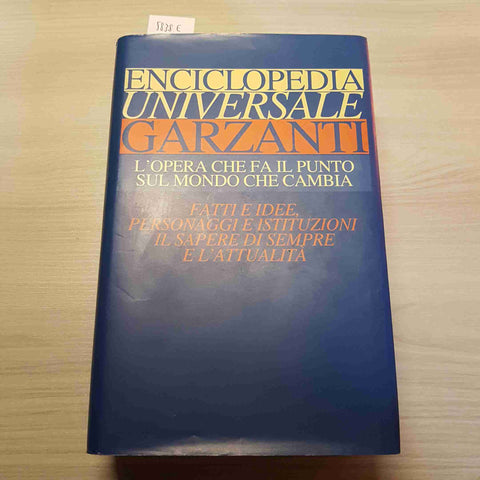 5828 E
ENCICLOPEDIA
UNIVERSALE
GARZANTI
L'OPERA CHE FA IL PUNTO
SUL MONDO CHE CAMBIA
FATTI E IDEE,
PERSONAGGI E ISTITUZIONI
IL SAPERE DI SEMPRE
E L'ATTUALITÀ